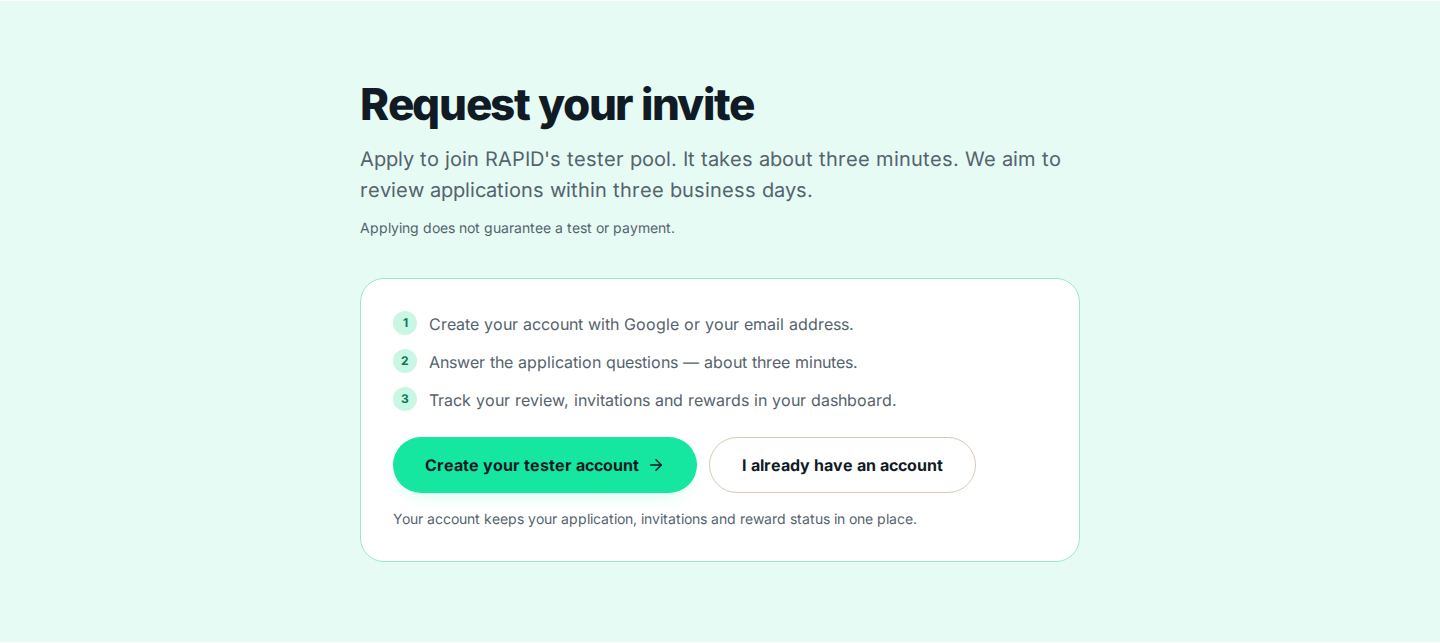 Request your invite
Apply to join RAPID's tester pool. It takes about three minutes. We aim to
review applications within three business days.
Applying does not guarantee a test or payment.
1 Create your account with Google or your email address.
2 Answer the application questions — about three minutes.
3 Track your review, invitations and rewards in your dashboard.
Create your tester account → I already have an account
Your account keeps your application, invitations and reward status in one place.